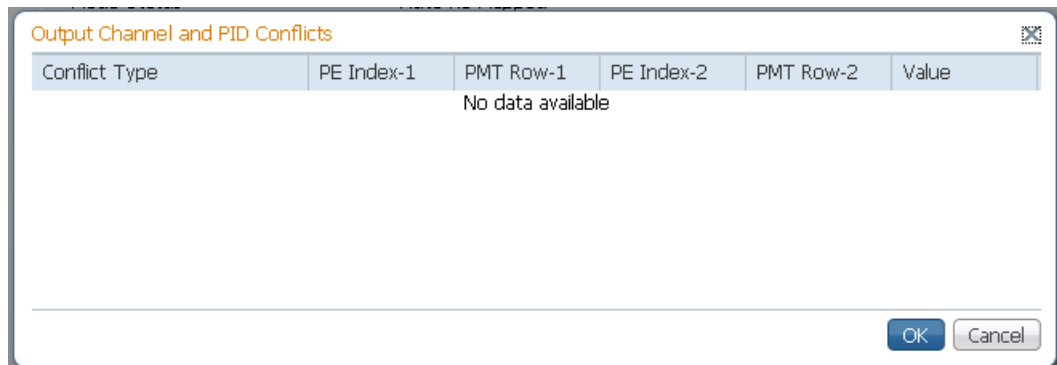 Output Channel and PID Conflicts
Conflict Type PE Index-1 PMT Row-1 PE Index-2 PMT Row-2 Value
No data available
OK Cancel